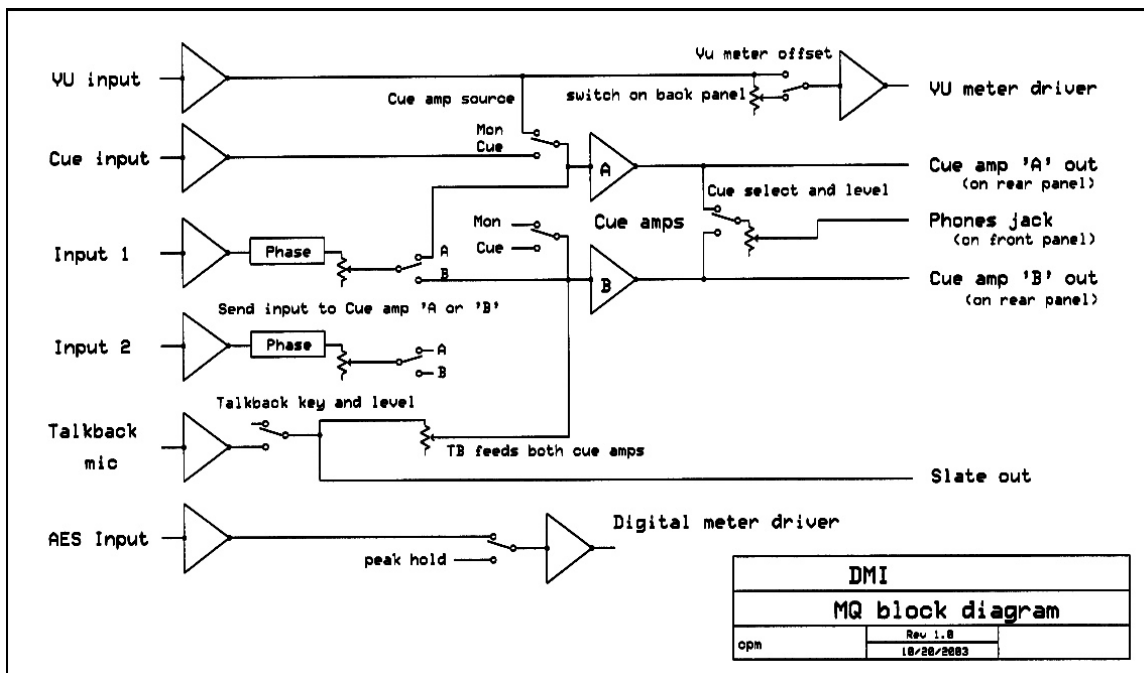 VU input
Vu meter offset
switch on back panel
VU meter driver
Cue amp source
Mon
Cue
Cue input
A
Cue amp 'A' out
(on rear panel)
Cue select and level
Mon
Cue amps
Phones jack
(on front panel)
Input 1
Phase
A
B
Cue
B
Cue amp 'B' out
(on rear panel)
Send input to Cue amp 'A or 'B'
Input 2
Phase
A
B
Talkback key and level
Talkback
mic
TB feeds both cue amps
Slate out
AES Input
peak hold
Digital meter driver
DMI
MQ block diagram
opm
Rev 1.0
10/20/2003